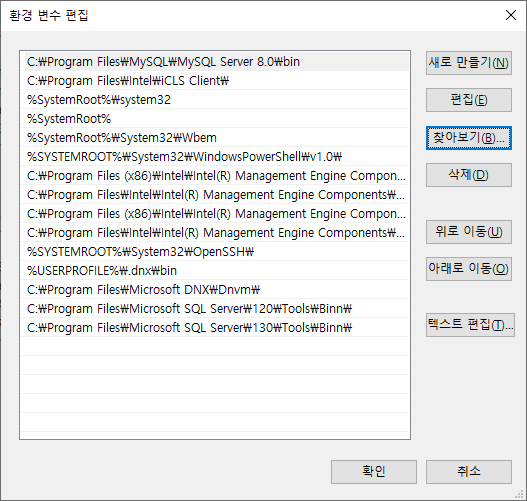 환경 변수 편집
C:₩Program Files₩MySQL₩MySQL Server 8.0₩bin
C:₩Program Files₩Intel₩iCLS Client₩
%SystemRoot%₩system32
%SystemRoot%
%SystemRoot%₩System32₩Wbem
%SYSTEMROOT%₩System32₩WindowsPowerShell₩v1.0₩
C:₩Program Files (x86)₩Intel₩Intel(R) Management Engine Compon...
C:₩Program Files₩Intel₩Intel(R) Management Engine Components₩...
C:₩Program Files (x86)₩Intel₩Intel(R) Management Engine Compon...
C:₩Program Files₩Intel₩Intel(R) Management Engine Components₩...
%SYSTEMROOT%₩System32₩OpenSSH₩
%USERPROFILE%₩.dnx₩bin
C:₩Program Files₩Microsoft DNX₩Dnvm₩
C:₩Program Files₩Microsoft SQL Server₩120₩Tools₩Binn₩
C:₩Program Files₩Microsoft SQL Server₩130₩Tools₩Binn₩
새로 만들기(N)
편집(E)
찾아보기(B)...
삭제(D)
위로 이동(U)
아래로 이동(O)
텍스트 편집(T)...
확인
취소